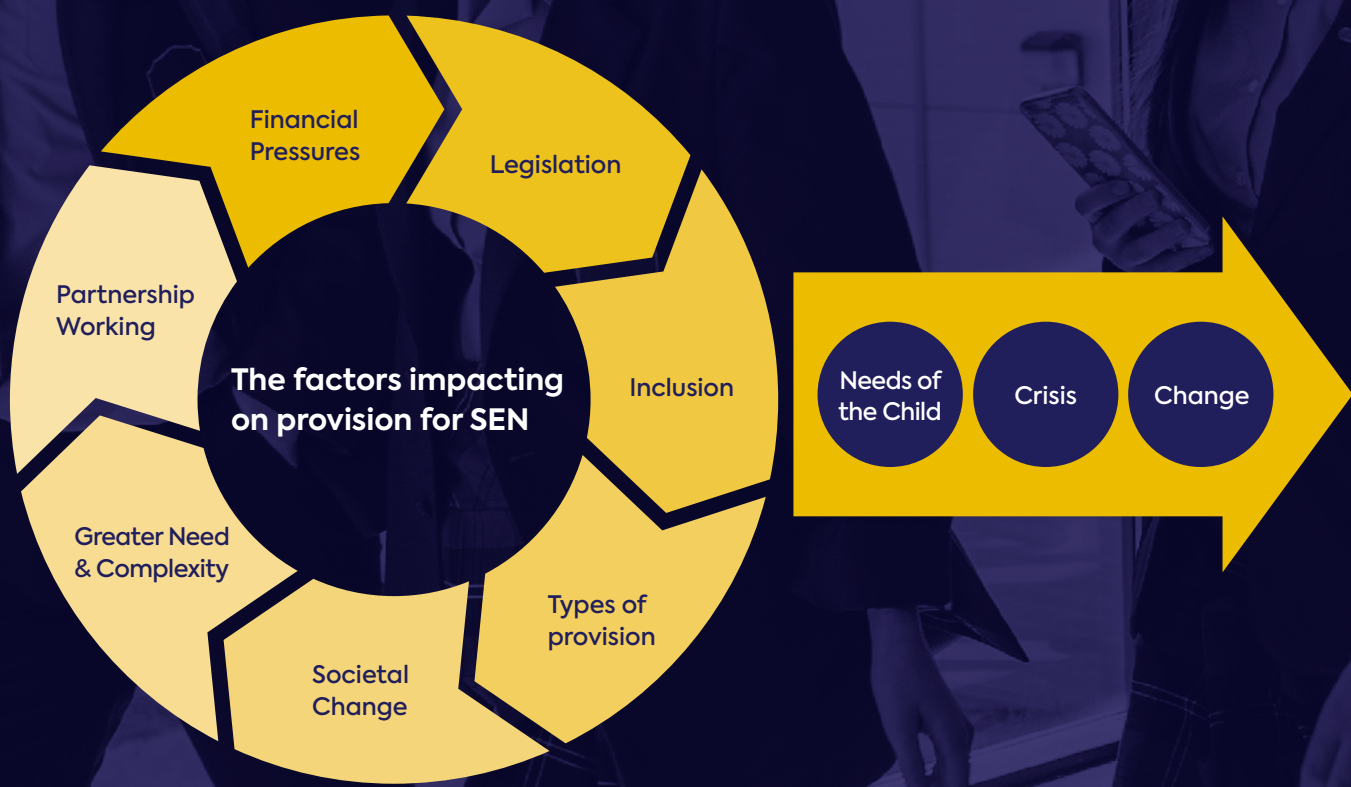 Financial
Pressures
Legislation
Inclusion
Types of
provision
Societal
Change
Greater Need
& Complexity
Partnership
Working
The factors impacting
on provision for SEN
Needs of
the Child
Crisis
Change